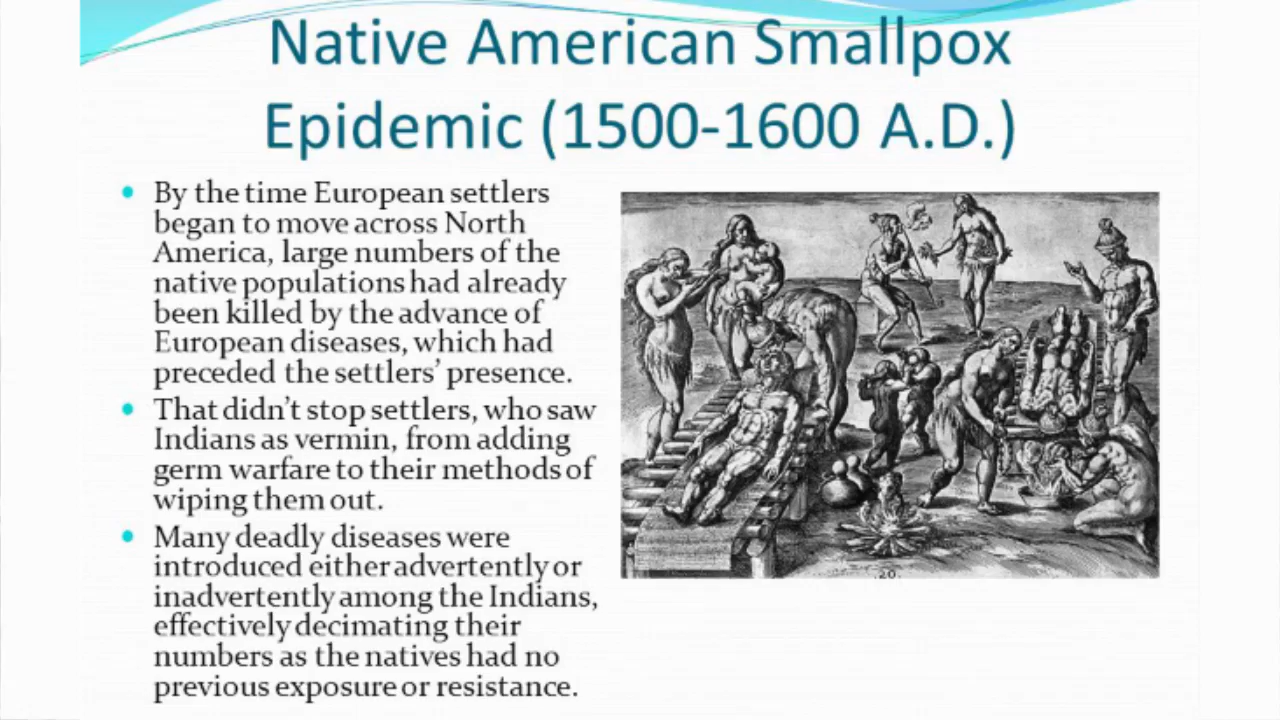 Native American Smallpox
Epidemic (1500-1600 A.D.)
• By the time European settlers
began to move across North
America, large numbers of the
native populations had already
been killed by the advance of
European diseases, which had
preceded the settlers’ presence.
• That didn’t stop settlers, who saw
Indians as vermin, from adding
germ warfare to their methods of
wiping them out.
• Many deadly diseases were
introduced either advertently or
inadvertently among the Indians,
effectively decimating their
numbers as the natives had no
previous exposure or resistance.
.20.